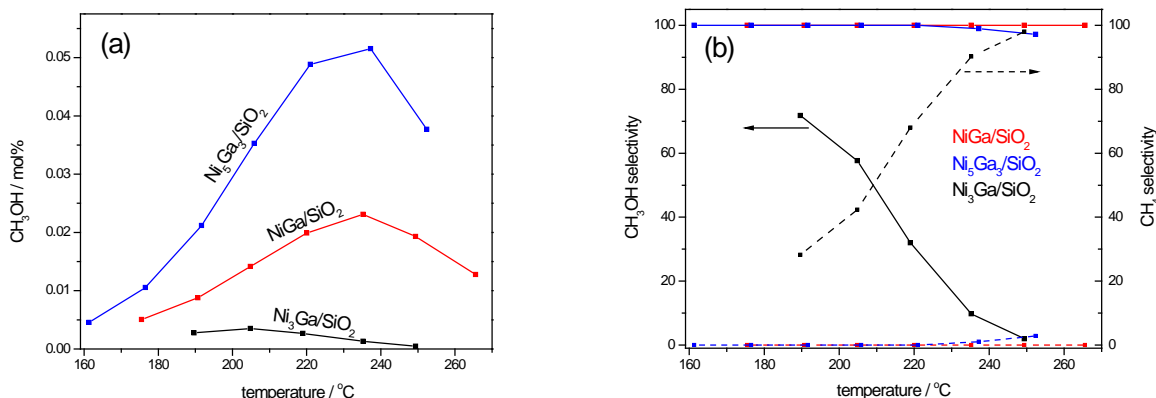 (a)
CH₃OH / mol%
0.05
0.04
0.03
0.02
0.01
0.00
Ni₅Ga₃/SiO₂
NiGa/SiO₂
Ni₃Ga/SiO₂
160 180 200 220 240 260
temperature / °C
(b)
CH₃OH selectivity
100
80
60
40
20
0
NiGa/SiO₂
Ni₅Ga₃/SiO₂
Ni₃Ga/SiO₂
100
80
60
40
20
0
CHₓ selectivity
160 180 200 220 240 260
temperature / °C